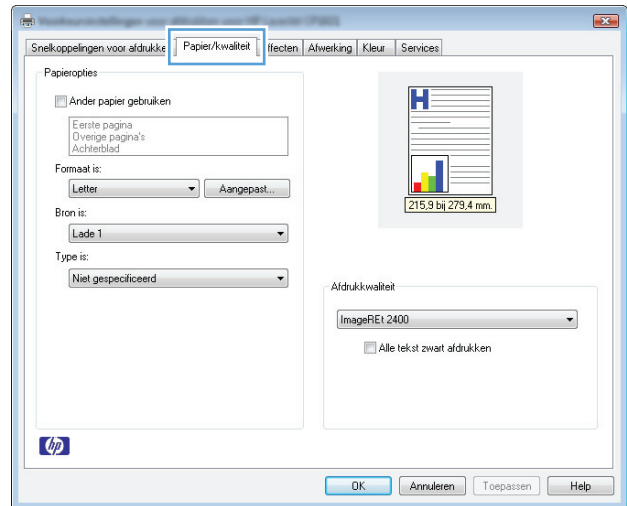 Snelkoppelingen voor afdrukke Papier/kwaliteit ffecten Afwerking Kleur Services
Papieropties
Ander papier gebruiken
Eerste pagina
Overige pagina's
Achterblad
Formaat is:
Letter Aangepast...
Bron is:
Lade 1
Type is:
Niet gespecificeerd
H
215,9 bij 279,4 mm.
Afdrukkwaliteit
ImageREt 2400
Alle tekst zwart afdrukken
hp
OK Annuleren Toepassen Help